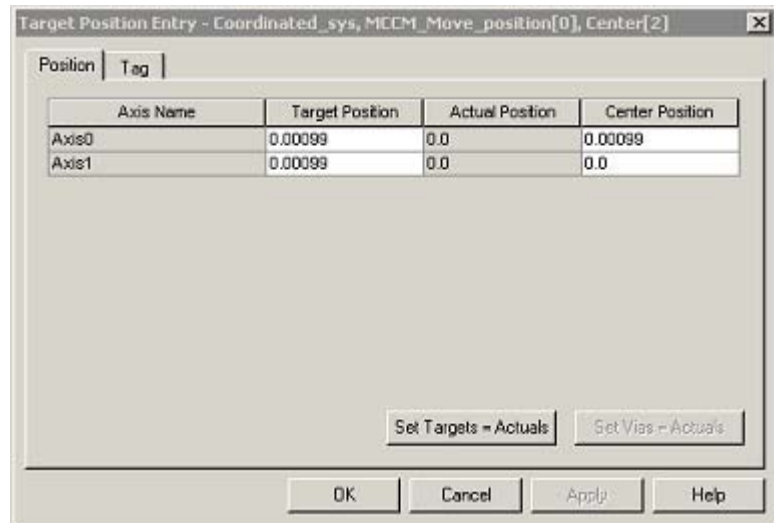 Target Position Entry - Coordinated_sys, MCCM_Move_position[0], Center[2]
Position Tag
Axis Name Target Position Actual Position Center Position
Axis0 0.00099 0.0 0.00099
Axis1 0.00099 0.0 0.0
Set Targets = Actuals Set Vias = Actuals
OK Cancel Apply Help